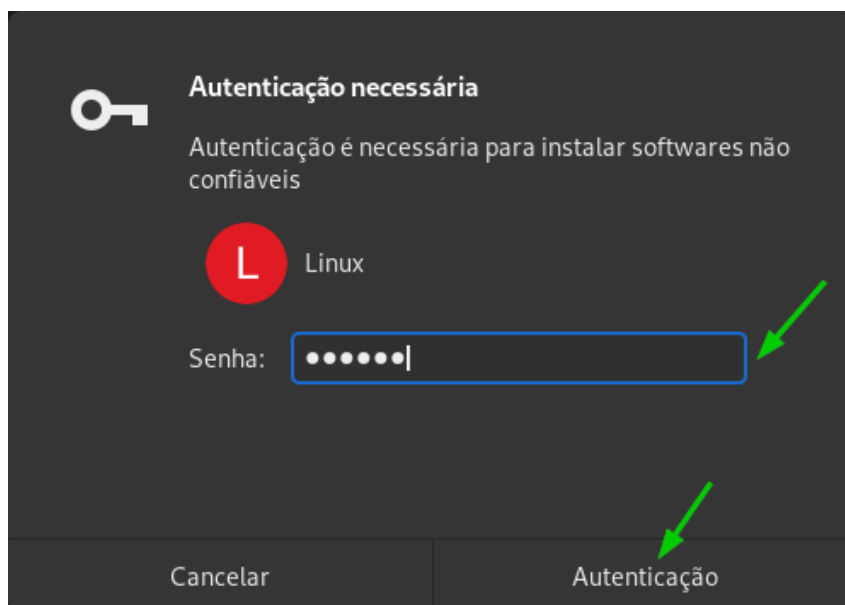 Autenticação necessária
Autenticação é necessária para instalar softwares não
confiáveis
L
Linux
Senha: ••••••
Cancelar
Autenticação